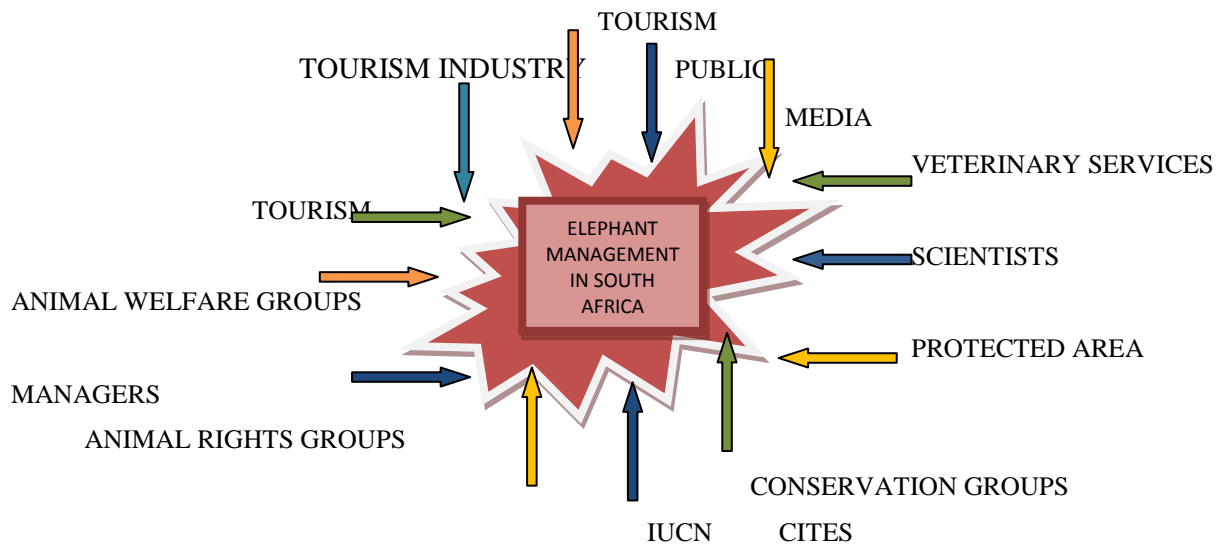 TOURISM
TOURISM INDUSTRY
PUBLIC
MEDIA
VETERINARY SERVICES
TOURISM
ELEPHANT
MANAGEMENT
IN SOUTH
AFRICA
SCIENTISTS
ANIMAL WELFARE GROUPS
PROTECTED AREA
MANAGERS
ANIMAL RIGHTS GROUPS
CONSERVATION GROUPS
IUCN CITES